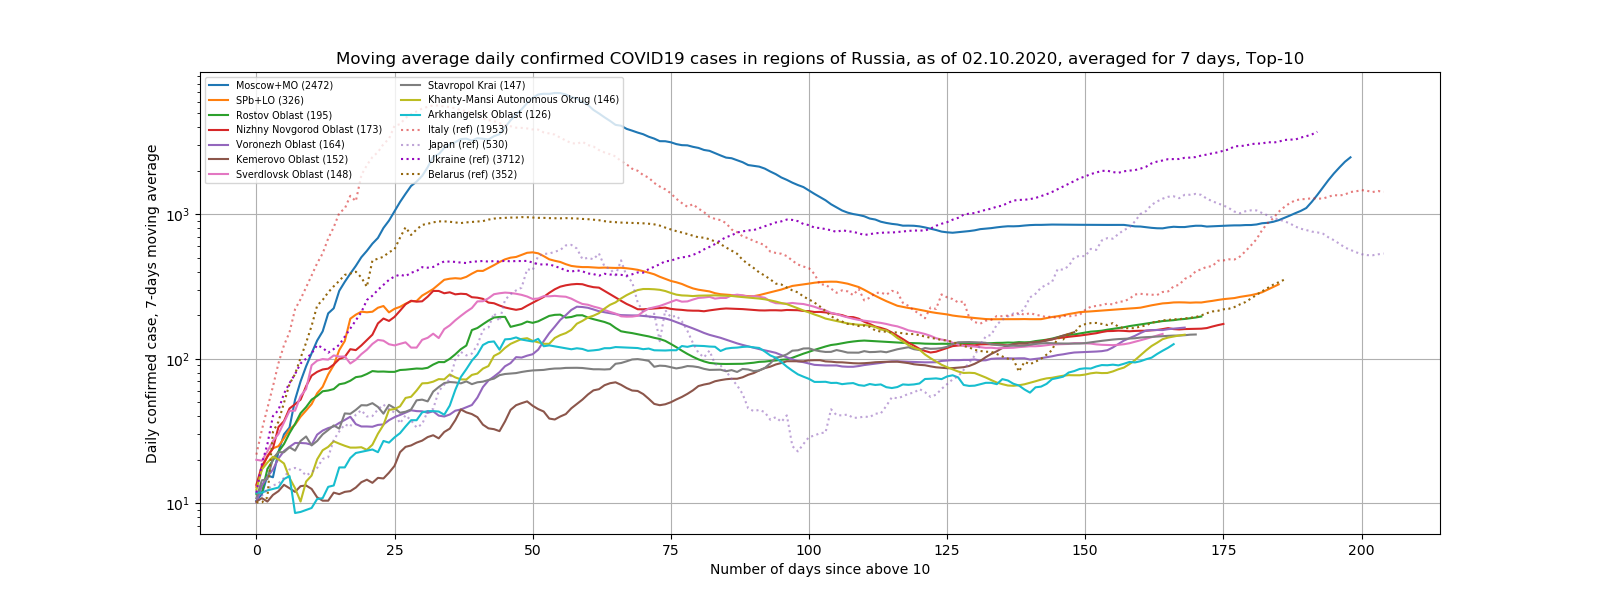 Moving average daily confirmed COVID19 cases in regions of Russia, as of 02.10.2020, averaged for 7 days, Top-10
Moscow+MO (2472)
SPb+LO (326)
Rostov Oblast (195)
Nizhny Novgorod Oblast (173)
Voronezh Oblast (164)
Kemerovo Oblast (152)
Sverdlovsk Oblast (148)
Stavropol Krai (147)
Khanty-Mansi Autonomous Okrug (146)
Arkhangelsk Oblast (126)
Italy (ref) (1953)
Japan (ref) (530)
Ukraine (ref) (3712)
Belarus (ref) (352)
Daily confirmed case, 7-days moving average
10³
10²
10¹
0 25 50 75 100 125 150 175 200
Number of days since above 10